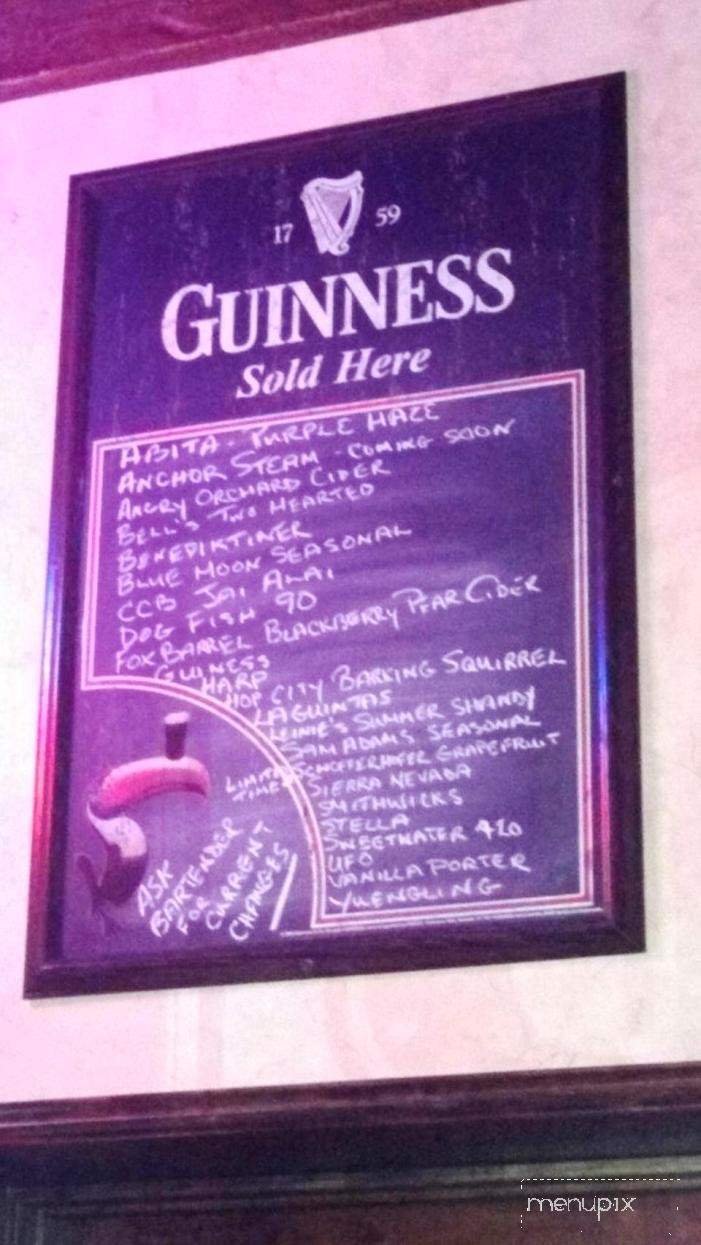 17 59
GUINNESS
Sold Here
ABITA - PURPLE HAZE
ANCHOR STEAM - COMING SOON
ANGRY ORCHARD CIDER
BELL'S TWO HEARTED
BENEDIKTINER
BLUE MOON SEASONAL
CCB JAI ALAI
DOG FISH 90
FOX BARREL BLACKBERRY PEAR CIDER
GUINESS
HARP
HOP CITY BARKING SQUIRREL
LAGUINTAS
LEINIE'S SUMMER SHANDY
SAM ADAMS SEASONAL
GRAPEFRUIT
LIMITED TIME
SIERRA NEVADA
SMITHWICKS
STELLA
SWEETWATER 420
UFO
VANILLA PORTER
YUENGLING
ASK
BARTENDER
FOR
CURRENT
CHANGES
menupix